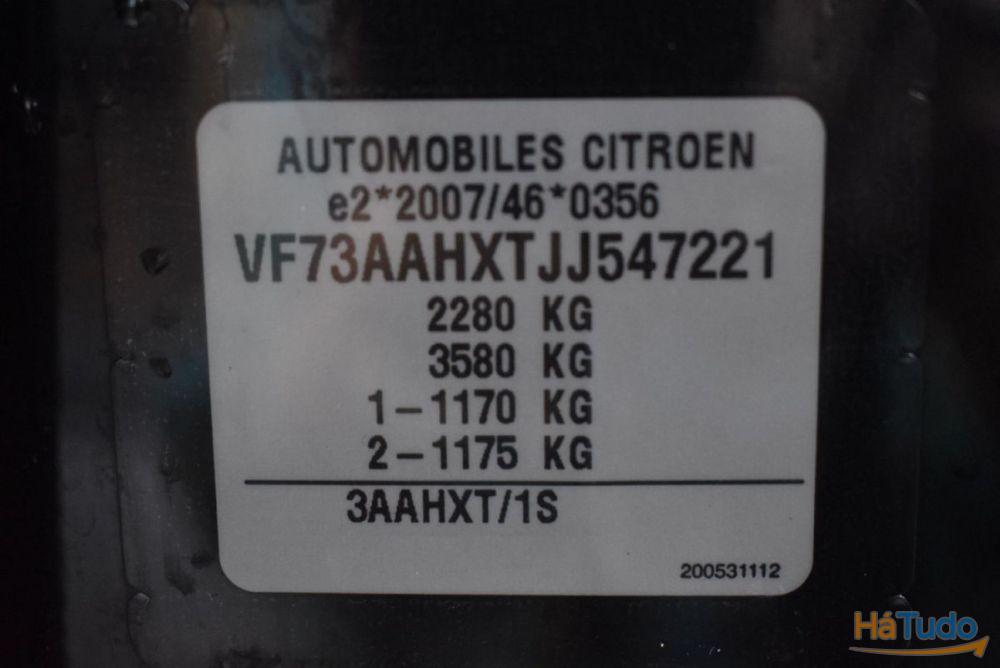 AUTOMOBILES CITROEN
e2*2007/46*0356
VF73AAHXTJJ547221
2280 KG
3580 KG
1-1170 KG
2-1175 KG
3AAHXT/1S
200531112
HáTudo